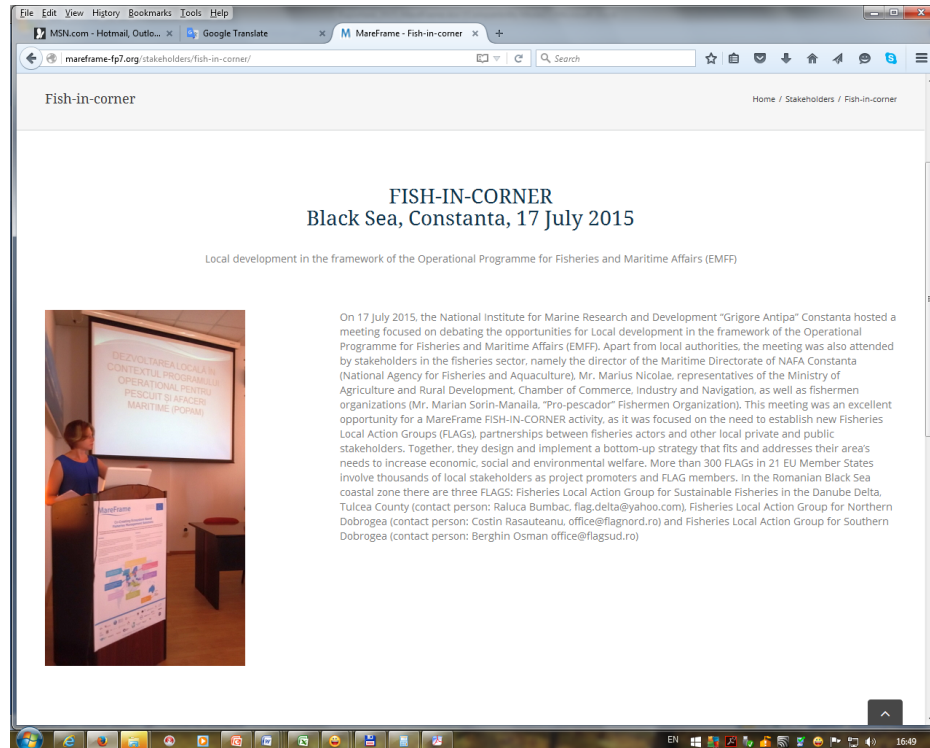 File Edit View History Bookmarks Tools Help
MSN.com - Hotmail, Outlo... ×
Google Translate ×
M MareFrame - Fish-in-corner ×
+
mareframe-fp7.org/stakeholders/fish-in-corner/
Search
Fish-in-corner
Home / Stakeholders / Fish-in-corner
FISH-IN-CORNER
Black Sea, Constanta, 17 July 2015
Local development in the framework of the Operational Programme for Fisheries and Maritime Affairs (EMFF)
DEZVOLTAREA LOCALĂ ÎN
CONTEXTUL PROGRAMULUI
OPERAȚIONAL PENTRU
PESCUIT ȘI AFACERI
MARITIME (POPAM)
MareFrame
On 17 July 2015, the National Institute for Marine Research and Development “Grigore Antipa” Constanta hosted a
meeting focused on debating the opportunities for Local development in the framework of the Operational
Programme for Fisheries and Maritime Affairs (EMFF). Apart from local authorities, the meeting was also attended
by stakeholders in the fisheries sector, namely the director of the Maritime Directorate of NAFA Constanta
(National Agency for Fisheries and Aquaculture), Mr. Marius Nicolae, representatives of the Ministry of
Agriculture and Rural Development, Chamber of Commerce, Industry and Navigation, as well as fishermen
organizations (Mr. Marian Sorin-Manaila, “Pro-pescador” Fishermen Organization). This meeting was an excellent
opportunity for a MareFrame FISH-IN-CORNER activity, as it was focused on the need to establish new Fisheries
Local Action Groups (FLAGs), partnerships between fisheries actors and other local private and public
stakeholders. Together, they design and implement a bottom-up strategy that fits and addresses their area’s
needs to increase economic, social and environmental welfare. More than 300 FLAGs in 21 EU Member States
involve thousands of local stakeholders as project promoters and FLAG members. In the Romanian Black Sea
coastal zone there are three FLAGS: Fisheries Local Action Group for Sustainable Fisheries in the Danube Delta,
Tulcea County (contact person: Raluca Bumbac, flag.delta@yahoo.com), Fisheries Local Action Group for Northern
Dobrogea (contact person: Costin Rasauteanu, office@flagnord.ro) and Fisheries Local Action Group for Southern
Dobrogea (contact person: Berghin Osman office@flagsud.ro)
EN
16:49